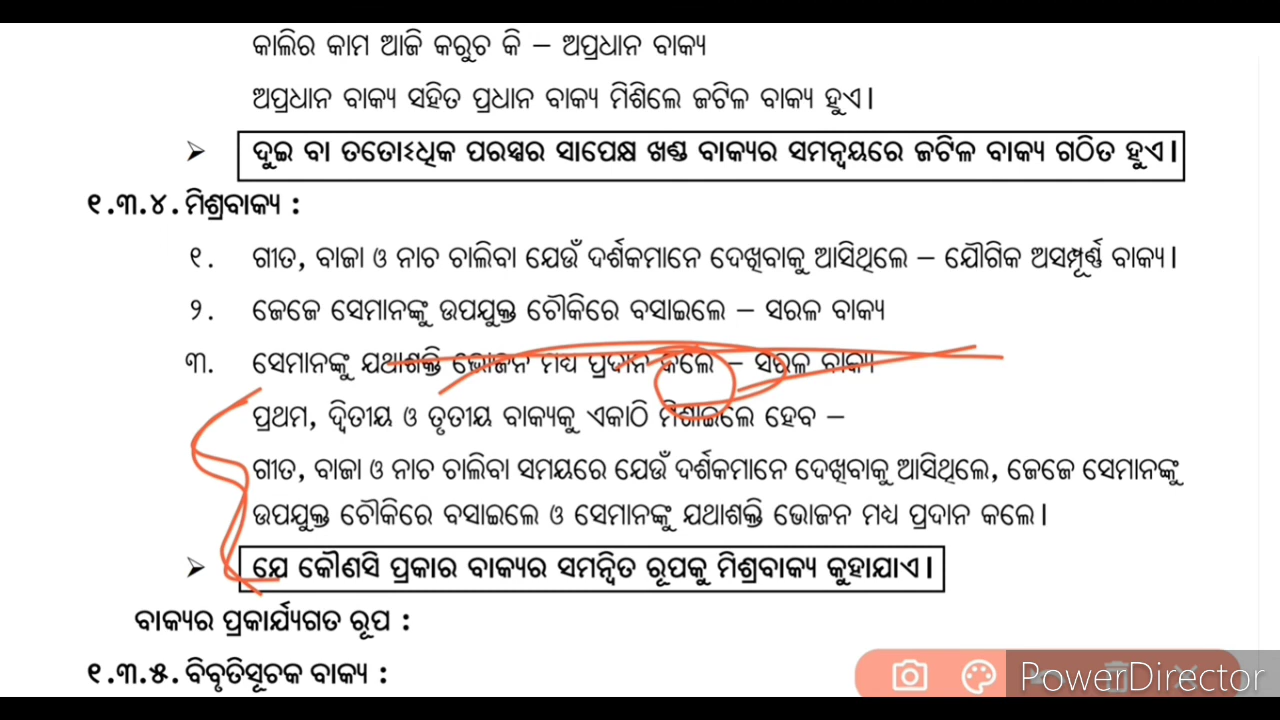 କାଲିର କାମ ଆଜି କରୁଚ କି – ଅପ୍ରଧାନ ବାକ୍ୟ
ଅପ୍ରଧାନ ବାକ୍ୟ ସହିତ ପ୍ରଧାନ ବାକ୍ୟ ମିଶିଲେ ଜଟିଳ ବାକ୍ୟ ହୁଏ।
➢ ଦୁଇ ବା ତତୋଽଧିକ ପରସ୍ପର ସାପେକ୍ଷ ଖଣ୍ଡ ବାକ୍ୟର ସମନ୍ୱୟରେ ଜଟିଳ ବାକ୍ୟ ଗଠିତ ହୁଏ।
୧.୩.୪. ମିଶ୍ରବାକ୍ୟ :
୧. ଗୀତ, ବାଜା ଓ ନାଚ ଚାଲିବା ଯେଉଁ ଦର୍ଶକମାନେ ଦେଖିବାକୁ ଆସିଥିଲେ – ଯୌଗିକ ଅସମ୍ପୂର୍ଣ୍ଣ ବାକ୍ୟ।
୨. ଜେଜେ ସେମାନଙ୍କୁ ଉପଯୁକ୍ତ ଚୌକିରେ ବସାଇଲେ – ସରଳ ବାକ୍ୟ
୩. ସେମାନଙ୍କୁ ଯଥାଶକ୍ତି ଭୋଜନ ମଧ୍ୟ ପ୍ରଦାନ କଲେ – ସରଳ ବାକ୍ୟ
ପ୍ରଥମ, ଦ୍ୱିତୀୟ ଓ ତୃତୀୟ ବାକ୍ୟକୁ ଏକାଠି ମିଶାଇଲେ ହେବ –
ଗୀତ, ବାଜା ଓ ନାଚ ଚାଲିବା ସମୟରେ ଯେଉଁ ଦର୍ଶକମାନେ ଦେଖିବାକୁ ଆସିଥିଲେ, ଜେଜେ ସେମାନଙ୍କୁ
ଉପଯୁକ୍ତ ଚୌକିରେ ବସାଇଲେ ଓ ସେମାନଙ୍କୁ ଯଥାଶକ୍ତି ଭୋଜନ ମଧ୍ୟ ପ୍ରଦାନ କଲେ।
➢ ଯେ କୌଣସି ପ୍ରକାର ବାକ୍ୟର ସମନ୍ୱିତ ରୂପକୁ ମିଶ୍ରବାକ୍ୟ କୁହାଯାଏ।
ବାକ୍ୟର ପ୍ରକାର୍ଯ୍ୟଗତ ରୂପ :
୧.୩.୫. ବିବୃତିସୂଚକ ବାକ୍ୟ :
PowerDirector